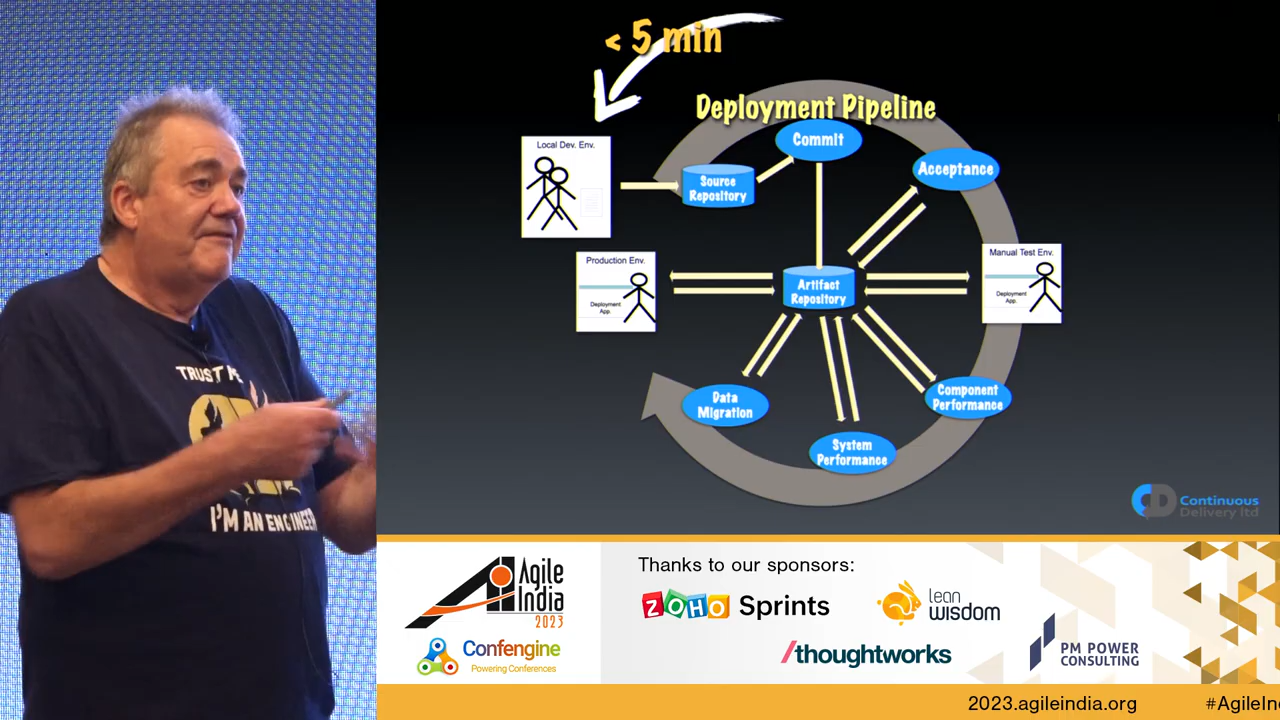 < 5 min
Deployment Pipeline
Local Dev. Env.
Commit
Source
Repository
Acceptance
Production Env.
Deployment
App.
Artifact
Repository
Manual Test Env.
Deployment
App.
Data
Migration
System
Performance
Component
Performance
CD Continuous
Delivery ltd
TRUST ME
I'M AN ENGINEER
Agile
India
2023
Confengine
Powering Conferences
Thanks to our sponsors:
ZOHO Sprints
lean
wisdom
/thoughtworks
PM POWER
CONSULTING
2023.agileindia.org
#AgileIn